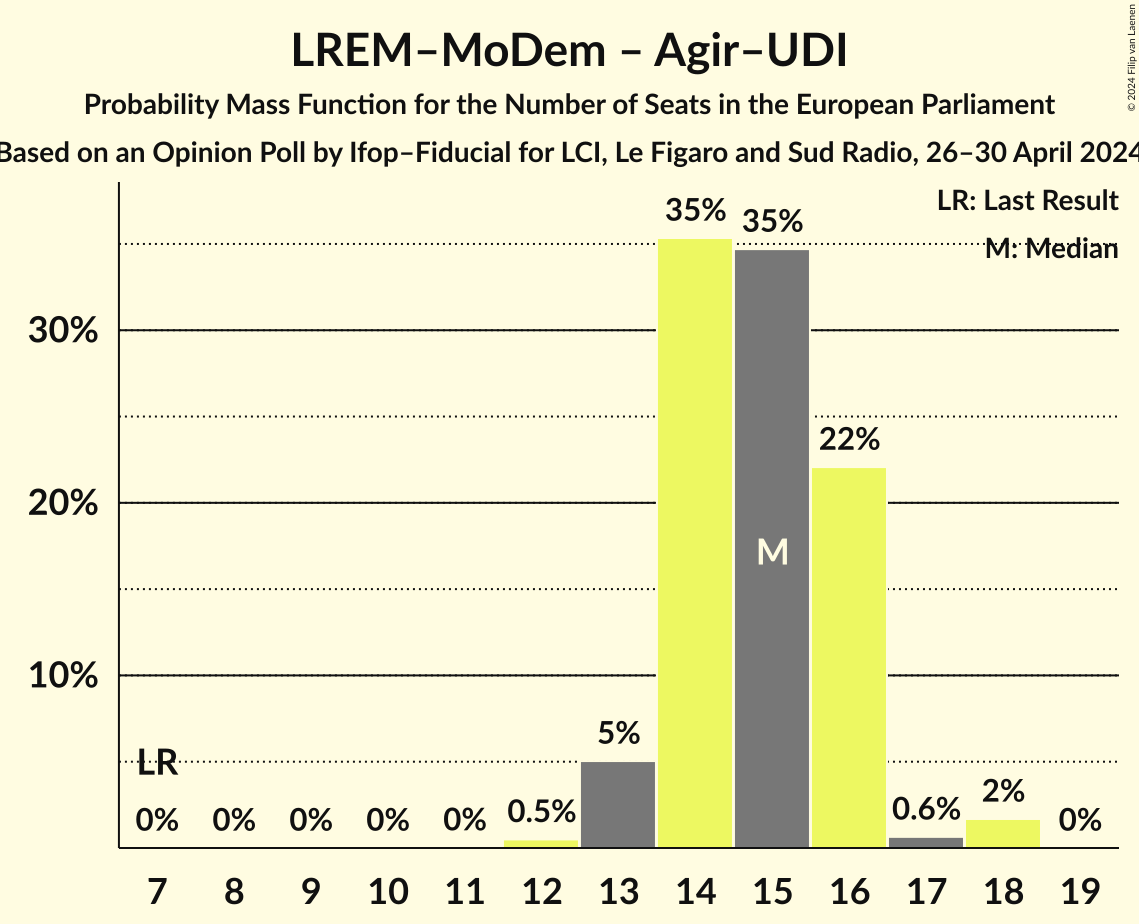 LREM–MoDem – Agir–UDI
Probability Mass Function for the Number of Seats in the European Parliament
Based on an Opinion Poll by Ifop–Fiducial for LCI, Le Figaro and Sud Radio, 26–30 April 2024
© 2024 Filip van Laenen
LR: Last Result
M: Median
35% 35%
30%
22%
20%
M
10%
5%
LR
0% 0% 0% 0% 0% 0.5% 0.6% 2% 0%
7 8 9 10 11 12 13 14 15 16 17 18 19